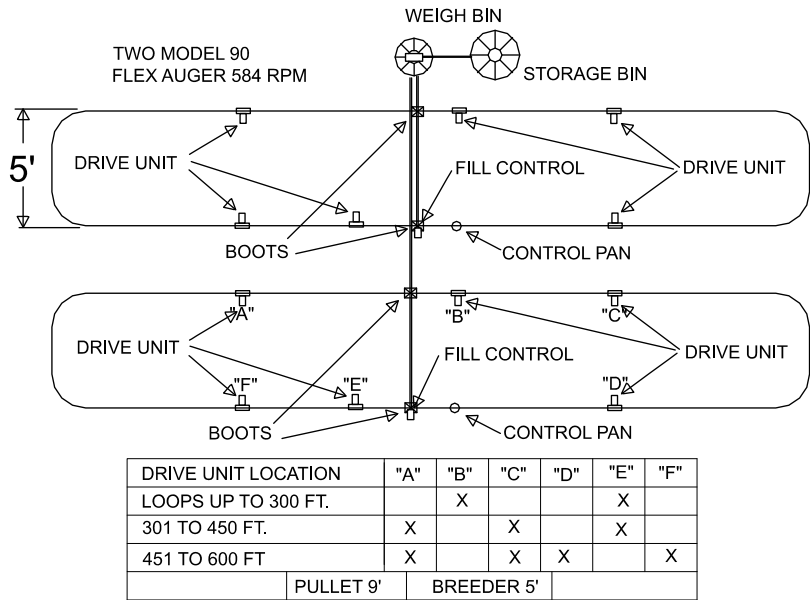 WEIGH BIN
TWO MODEL 90
FLEX AUGER 584 RPM
STORAGE BIN
5'
DRIVE UNIT
FILL CONTROL
DRIVE UNIT
BOOTS
CONTROL PAN
"A"
"B"
"C"
DRIVE UNIT
FILL CONTROL
DRIVE UNIT
"F"
"E"
"D"
BOOTS
CONTROL PAN
DRIVE UNIT LOCATION "A" "B" "C" "D" "E" "F"
LOOPS UP TO 300 FT. X X
301 TO 450 FT. X X X
451 TO 600 FT X X X X
PULLET 9' BREEDER 5'